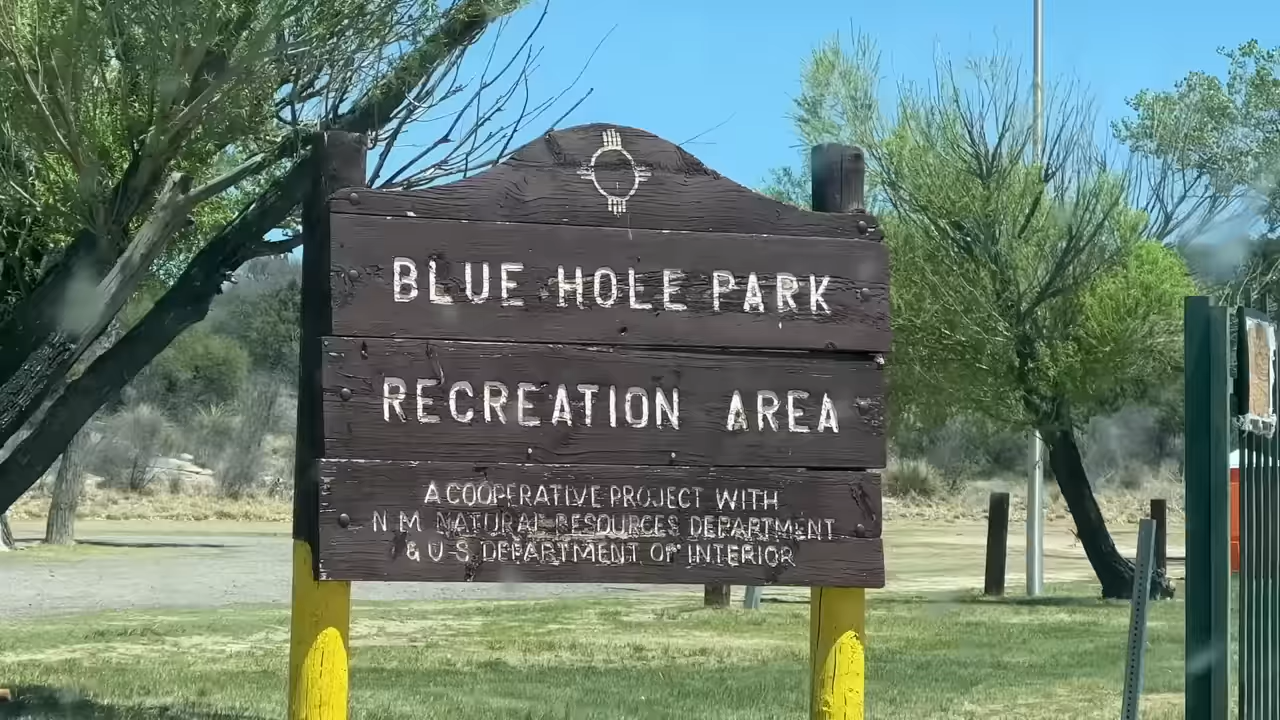 BLUE HOLE PARK
RECREATION AREA
A COOPERATIVE PROJECT WITH
N M NATURAL RESOURCES DEPARTMENT
& U S DEPARTMENT OF INTERIOR